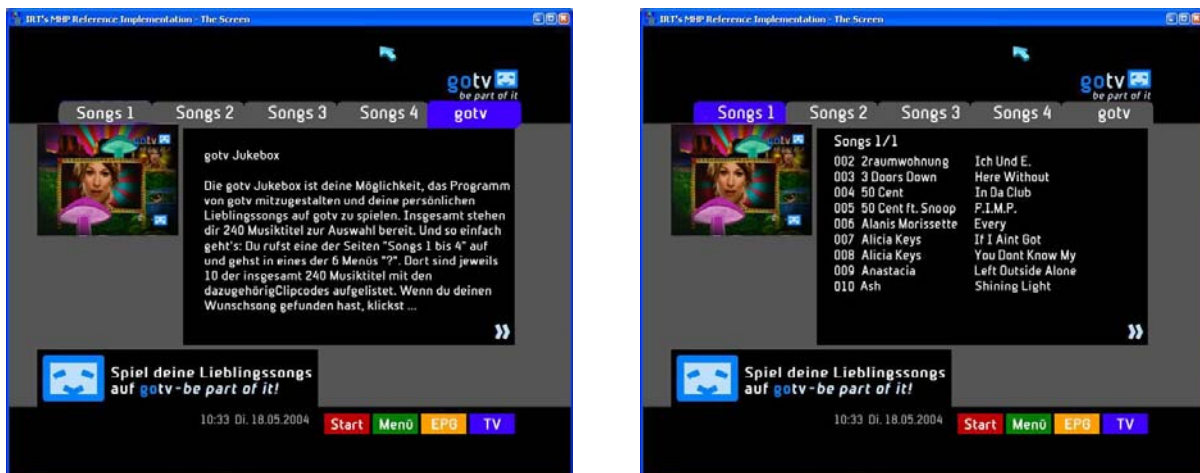 IRT's MHP Reference Implementation - The Screen
gotv
be part of it
Songs 1 Songs 2 Songs 3 Songs 4 gotv
gotv
gotv Jukebox
Die gotv Jukebox ist deine Möglichkeit, das Programm
von gotv mitzugestalten und deine persönlichen
Lieblingssongs auf gotv zu spielen. Insgesamt stehen
dir 240 Musiktitel zur Auswahl bereit. Und so einfach
geht's: Du rufst eine der Seiten "Songs 1 bis 4" auf
und gehst in eines der 6 Menüs "?". Dort sind jeweils
10 der insgesamt 240 Musiktitel mit den
dazugehörigClipcodes aufgelistet. Wenn du deinen
Wunschsong gefunden hast, klickst ...
»
Spiel deine Lieblingssongs
auf gotv-be part of it!
10:33 Di, 18.05.2004 Start Menü EPG TV
IRT's MHP Reference Implementation - The Screen
gotv
be part of it
Songs 1 Songs 2 Songs 3 Songs 4 gotv
gotv
Songs 1/1
002 2raumwohnung Ich Und E.
003 3 Doors Down Here Without
004 50 Cent In Da Club
005 50 Cent ft. Snoop P.I.M.P.
006 Alanis Morissette Every
007 Alicia Keys If I Aint Got
008 Alicia Keys You Dont Know My
009 Anastacia Left Outside Alone
010 Ash Shining Light
»
Spiel deine Lieblingssongs
auf gotv-be part of it!
10:33 Di, 18.05.2004 Start Menü EPG TV